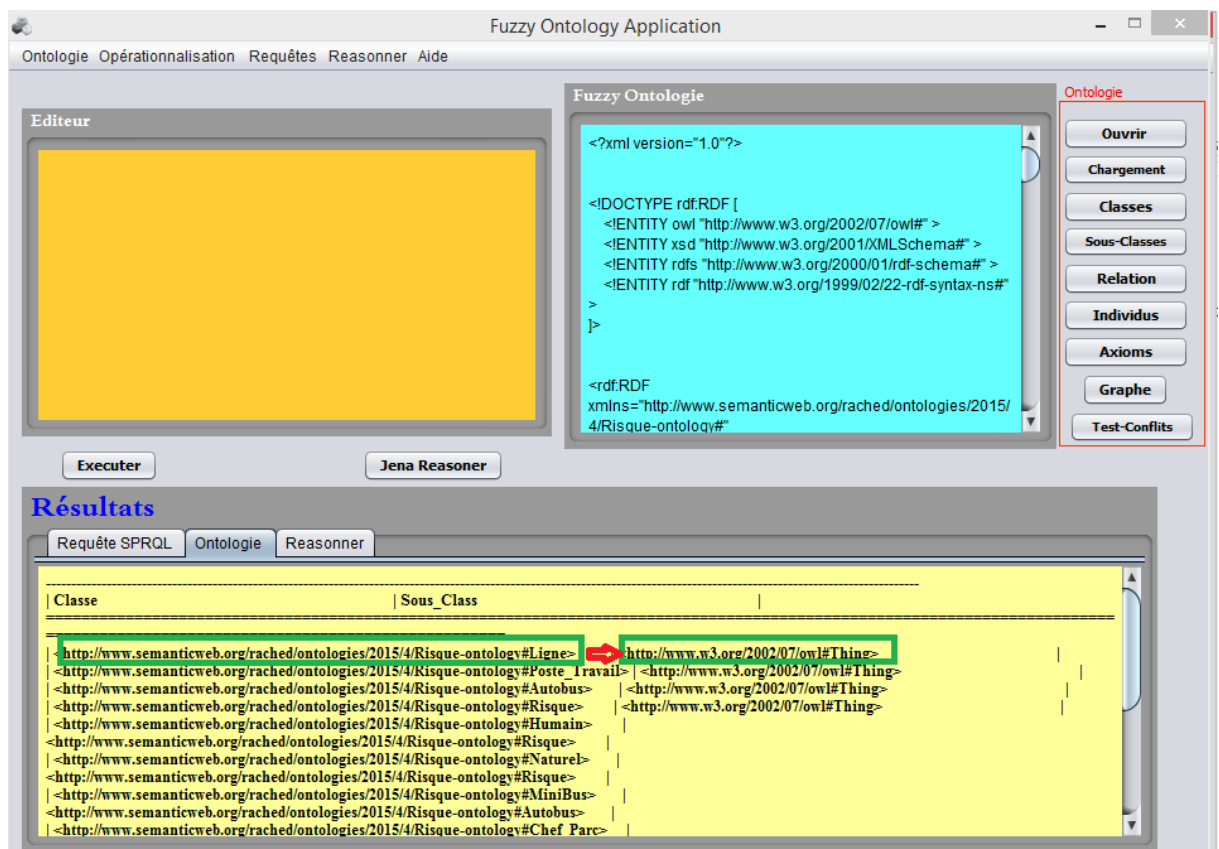 Fuzzy Ontology Application
Ontologie Opérationnalisation Requêtes Reasonner Aide
Editeur
Fuzzy Ontologie
<?xml version="1.0"?>
<!DOCTYPE rdf:RDF [
<!ENTITY owl "http://www.w3.org/2002/07/owl#" >
<!ENTITY xsd "http://www.w3.org/2001/XMLSchema#" >
<!ENTITY rdfs "http://www.w3.org/2000/01/rdf-schema#" >
<!ENTITY rdf "http://www.w3.org/1999/02/22-rdf-syntax-ns#"
>
]>
<rdf:RDF
xmlns="http://www.semanticweb.org/rached/ontologies/2015/
4/Risque-ontology#"
Ontologie
Ouvrir
Chargement
Classes
Sous-Classes
Relation
Individus
Axioms
Graphe
Test-Conflits
Executer
Jena Reasoner
Résultats
Requête SPRQL
Ontologie
Reasonner
| Classe | Sous_Class |
| <http://www.semanticweb.org/rached/ontologies/2015/4/Risque-ontology#Ligne> <http://www.w3.org/2002/07/owl#Thing> |
| <http://www.semanticweb.org/rached/ontologies/2015/4/Risque-ontology#Poste_Travail> | <http://www.w3.org/2002/07/owl#Thing> |
| <http://www.semanticweb.org/rached/ontologies/2015/4/Risque-ontology#Autobus> | <http://www.w3.org/2002/07/owl#Thing> |
| <http://www.semanticweb.org/rached/ontologies/2015/4/Risque-ontology#Risque> | <http://www.w3.org/2002/07/owl#Thing> |
| <http://www.semanticweb.org/rached/ontologies/2015/4/Risque-ontology#Humain> |
<http://www.semanticweb.org/rached/ontologies/2015/4/Risque-ontology#Risque> |
| <http://www.semanticweb.org/rached/ontologies/2015/4/Risque-ontology#Naturel> |
<http://www.semanticweb.org/rached/ontologies/2015/4/Risque-ontology#Risque> |
| <http://www.semanticweb.org/rached/ontologies/2015/4/Risque-ontology#MiniBus> |
<http://www.semanticweb.org/rached/ontologies/2015/4/Risque-ontology#Autobus> |
| <http://www.semanticweb.org/rached/ontologies/2015/4/Risque-ontology#Chef_Parc> |